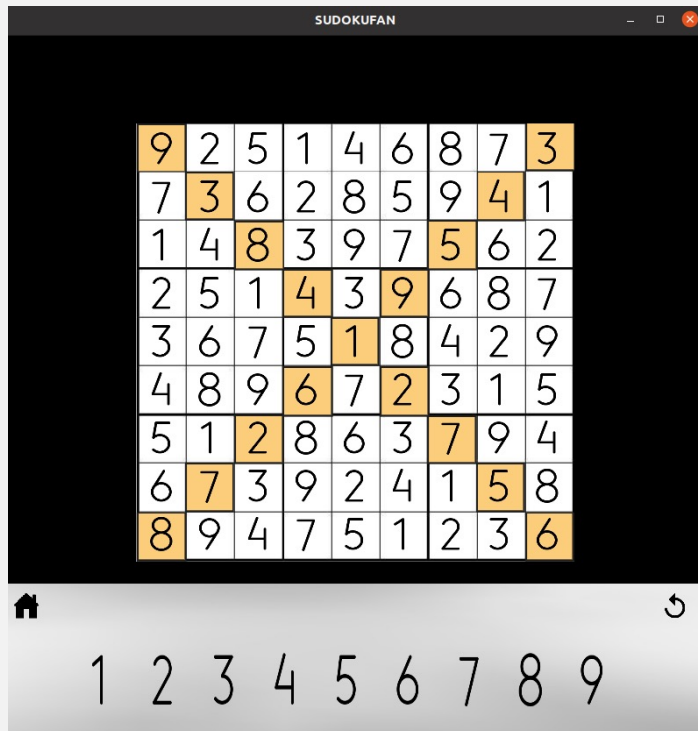 SUDOKUFAN
9 2 5 1 4 6 8 7 3
7 3 6 2 8 5 9 4 1
1 4 8 3 9 7 5 6 2
2 5 1 4 3 9 6 8 7
3 6 7 5 1 8 4 2 9
4 8 9 6 7 2 3 1 5
5 1 2 8 6 3 7 9 4
6 7 3 9 2 4 1 5 8
8 9 4 7 5 1 2 3 6
1 2 3 4 5 6 7 8 9